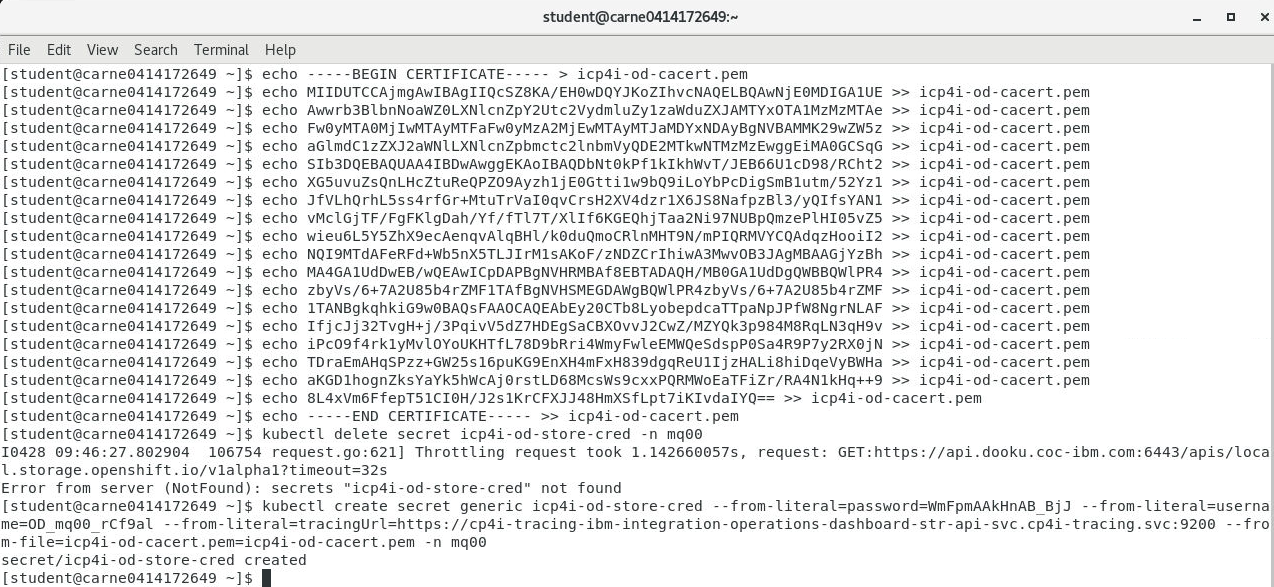 student@carne0414172649:~
File Edit View Search Terminal Help
[student@carne0414172649 ~]$ echo -----BEGIN CERTIFICATE----- > icp4i-od-cacert.pem
[student@carne0414172649 ~]$ echo MIIDUTCCAjmgAwIBAgIIQcSZ8KA/EH0wDQYJKoZIhvcNAQELBQAwNjE0MDIGA1UE >> icp4i-od-cacert.pem
[student@carne0414172649 ~]$ echo Awwrb3BlbnNoaWZ0LXNlcnZpY2Utc2VydmluZy1zaWduZXJAMTYxOTA1MzMzMTAe >> icp4i-od-cacert.pem
[student@carne0414172649 ~]$ echo Fw0yMTA0MjIwMTAyMTFaFw0yMzA2MjEwMTAyMTJaMDYxNDAyBgNVBAMMK29wZW5z >> icp4i-od-cacert.pem
[student@carne0414172649 ~]$ echo aGlmdC1zZXJ2aWNlLXNlcnZpbmctc2lnbmVyQDE2MTkwNTMzMzEwggEiMA0GCSqG >> icp4i-od-cacert.pem
[student@carne0414172649 ~]$ echo SIb3DQEBAQUAA4IBDwAwggEKAoIBAQDbNt0kPf1kIkhWvT/JEB66U1cD98/RCht2 >> icp4i-od-cacert.pem
[student@carne0414172649 ~]$ echo XG5uvuZsQnLHcZtuReQPZO9Ayzh1jE0Gtti1w9bQ9iLoYbPcDigSmB1utm/52Yz1 >> icp4i-od-cacert.pem
[student@carne0414172649 ~]$ echo JfVLhQrhL5ss4rfGr+MtuTrVaI0qvCrsH2XV4dzr1X6JS8NafpzBl3/yQIfsYAN1 >> icp4i-od-cacert.pem
[student@carne0414172649 ~]$ echo vMclGjTF/FgFKlgDah/Yf/fTl7T/XlIf6KGEQhjTaa2Ni97NUBpQmzePlHI05vZ5 >> icp4i-od-cacert.pem
[student@carne0414172649 ~]$ echo wieu6L5Y5ZhX9ecAenqvAlqBHl/k0duQmoCRlnMHT9N/mPIQRMVYCQAdqzHooiI2 >> icp4i-od-cacert.pem
[student@carne0414172649 ~]$ echo NQI9MTdAFeRFd+Wb5nX5TLJIrM1sAKoF/zNDZCrIhiwA3MwvOB3JAgMBAAGjYzBh >> icp4i-od-cacert.pem
[student@carne0414172649 ~]$ echo MA4GA1UdDwEB/wQEAwICpDAPBgNVHRMBAf8EBTADAQH/MB0GA1UdDgQWBBQWlPR4 >> icp4i-od-cacert.pem
[student@carne0414172649 ~]$ echo zbyVs/6+7A2U85b4rZMF1TAfBgNVHSMEGDAWgBQWlPR4zbyVs/6+7A2U85b4rZMF >> icp4i-od-cacert.pem
[student@carne0414172649 ~]$ echo 1TANBgkqhkiG9w0BAQsFAAOCAQEAbEy20CTb8LyobepdcaTTpaNpJPfW8NgrNLAF >> icp4i-od-cacert.pem
[student@carne0414172649 ~]$ echo IfjcJj32TvgH+j/3PqivV5dZ7HDEgSaCBXOvvJ2CwZ/MZYQk3p984M8RqLN3qH9v >> icp4i-od-cacert.pem
[student@carne0414172649 ~]$ echo iPcO9f4rk1yMvlOYoUKHTfL78D9bRri4WmyFwleEMWQeSdspP0Sa4R9P7y2RX0jN >> icp4i-od-cacert.pem
[student@carne0414172649 ~]$ echo TDraEmAHqSPzz+GW25s16puKG9EnXH4mFxH839dgqReU1IjzHALi8hiDqeVyBWHa >> icp4i-od-cacert.pem
[student@carne0414172649 ~]$ echo aKGD1hognZksYaYk5hWcAj0rstLD68McsWs9cxxPQRMWoEaTFiZr/RA4N1kHq++9 >> icp4i-od-cacert.pem
[student@carne0414172649 ~]$ echo 8L4xVm6FfepT51CI0H/J2s1KrCFXJJ48HmXSfLpt7iKIvdaIYQ== >> icp4i-od-cacert.pem
[student@carne0414172649 ~]$ echo -----END CERTIFICATE----- >> icp4i-od-cacert.pem
[student@carne0414172649 ~]$ kubectl delete secret icp4i-od-store-cred -n mq00
I0428 09:46:27.802904  106754 request.go:621] Throttling request took 1.142660057s, request: GET:https://api.dooku.coc-ibm.com:6443/apis/loca
l.storage.openshift.io/v1alpha1?timeout=32s
Error from server (NotFound): secrets "icp4i-od-store-cred" not found
[student@carne0414172649 ~]$ kubectl create secret generic icp4i-od-store-cred --from-literal=password=WmFpmAAkHnAB_BjJ --from-literal=userna
me=OD_mq00_rCf9al --from-literal=tracingUrl=https://cp4i-tracing-ibm-integration-operations-dashboard-str-api-svc.cp4i-tracing.svc:9200 --fro
m-file=icp4i-od-cacert.pem=icp4i-od-cacert.pem -n mq00
secret/icp4i-od-store-cred created
[student@carne0414172649 ~]$